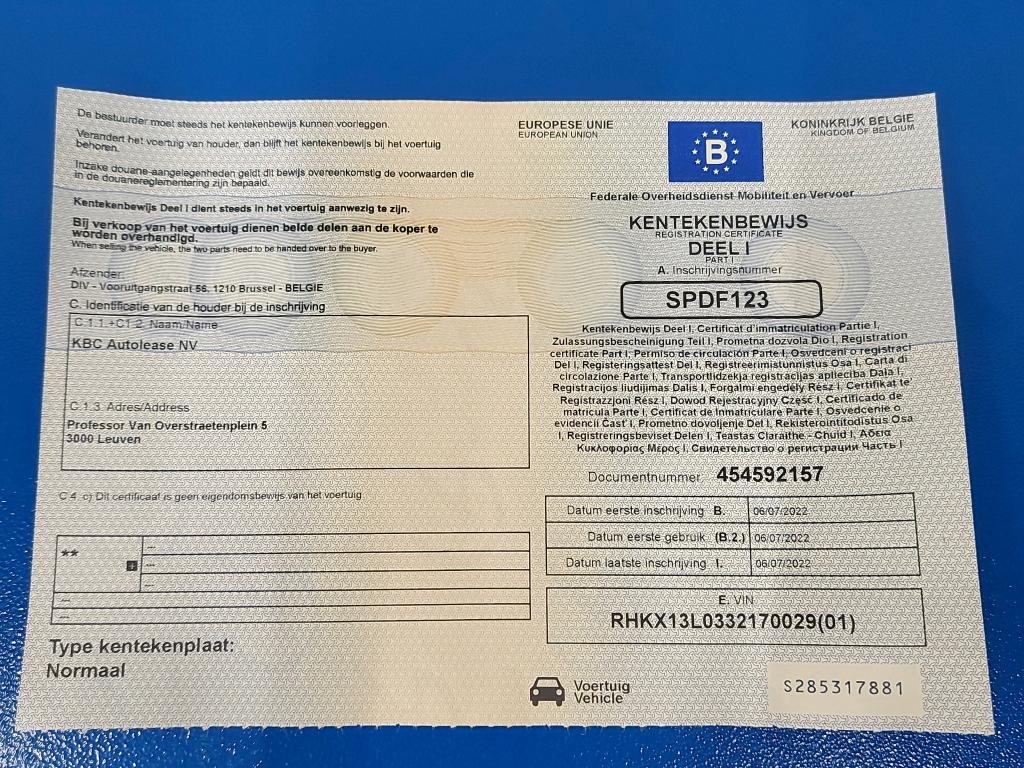 De bestuurder moet steeds het kentekenbewijs kunnen voorleggen.
Verandert het voertuig van houder, dan blijft het kentekenbewijs bij het voertuig
behoren.
Inzake douane-aangelegenheden geldt dit bewijs overeenkomstig de voorwaarden die
in de douanereglementering zijn bepaald.
Kentekenbewijs Deel I dient steeds in het voertuig aanwezig te zijn.
Bij verkoop van het voertuig dienen beide delen aan de koper te
worden overhandigd.
When selling the vehicle, the two parts need to be handed over to the buyer.
Afzender:
DIV - Vooruitgangstraat 56, 1210 Brussel - BELGIE
C. Identificatie van de houder bij de inschrijving
C.1.1.+C1.2. Naam/Name
KBC Autolease NV
C.1.3. Adres/Address
Professor Van Overstraetenplein 5
3000 Leuven
C.4. c) Dit certificaat is geen eigendomsbewijs van het voertuig
**
---
+
---
---
---
---
Type kentekenplaat:
Normaal
EUROPESE UNIE
EUROPEAN UNION
B
KONINKRIJK BELGIE
KINGDOM OF BELGIUM
Federale Overheidsdienst Mobiliteit en Vervoer
KENTEKENBEWIJS
REGISTRATION CERTIFICATE
DEEL I
PART I
A. Inschrijvingsnummer
SPDF123
Kentekenbewijs Deel I, Certificat d'immatriculation Partie I,
Zulassungsbescheinigung Teil I, Prometna dozvola Dio I, Registration
certificate Part I, Permiso de circulación Parte I, Osvedceni o registraci
Del I, Registeringsattest Del I, Registreerimistunnistus Osa I, Carta di
circolazione Parte I, Transportlidzekja registracijas aplieciba Dala I,
Registracijos liudijimas Dalis I, Forgalmi engedély Rész I, Certifikat te'
Registrazzjoni Rész I, Dowod Rejestracyjny Część I, Certificado de
matricula Parte I, Certificat de Inmatriculare Parte I, Osvedcenie o
evidencii Časť I, Prometno dovoljenje Del I, Rekisterointitodistus Osa
I, Registreringsbeviset Delen I, Teastas Claraithe - Chuid I, Αδεια
Κυκλοφορίας Μέρος I, Свидетельство о регистрации Часть I
Documentnummer: 454592157
Datum eerste inschrijving B. 06/07/2022
Datum eerste gebruik (B.2.) 06/07/2022
Datum laatste inschrijving I. 06/07/2022
E. VIN
RHKX13L0332170029(01)
Voertuig
Vehicle
S285317881